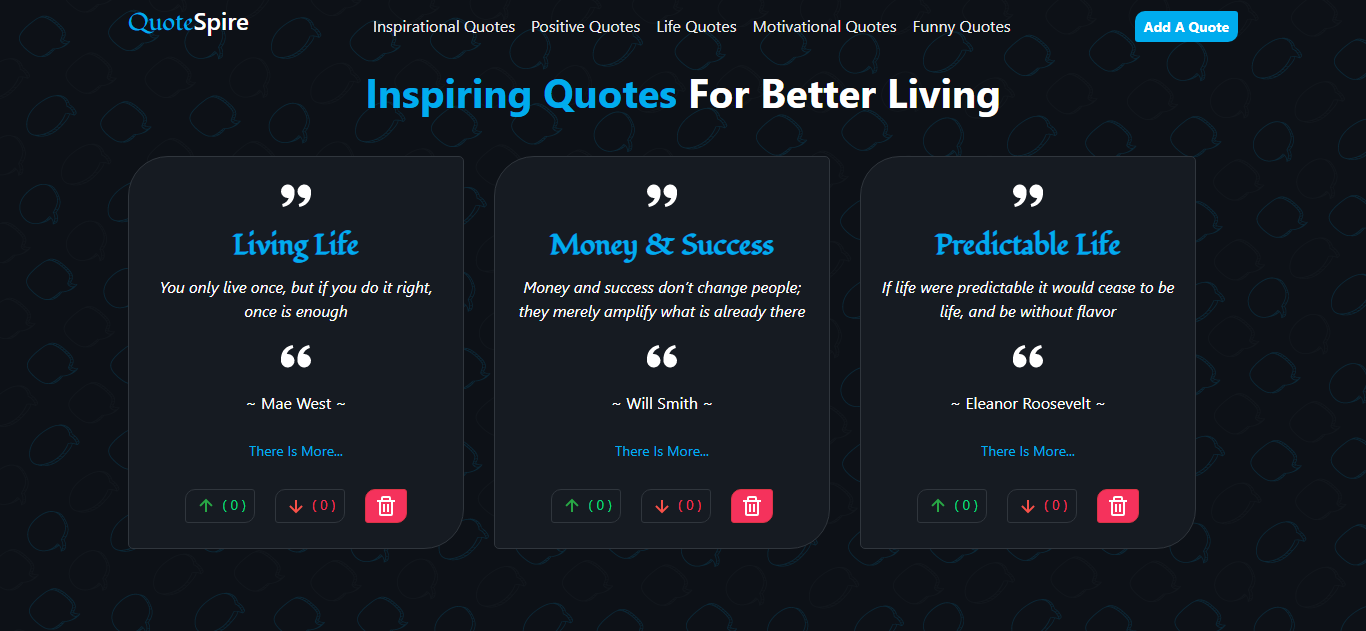 QuoteSpire
Inspirational Quotes Positive Quotes Life Quotes Motivational Quotes Funny Quotes
Add A Quote
Inspiring Quotes For Better Living
”
Living Life
You only live once, but if you do it right,
once is enough
“
~ Mae West ~
There Is More...
↑ ( 0 ) ↓ ( 0 )
”
Money & Success
Money and success don’t change people;
they merely amplify what is already there
“
~ Will Smith ~
There Is More...
↑ ( 0 ) ↓ ( 0 )
”
Predictable Life
If life were predictable it would cease to be
life, and be without flavor
“
~ Eleanor Roosevelt ~
There Is More...
↑ ( 0 ) ↓ ( 0 )